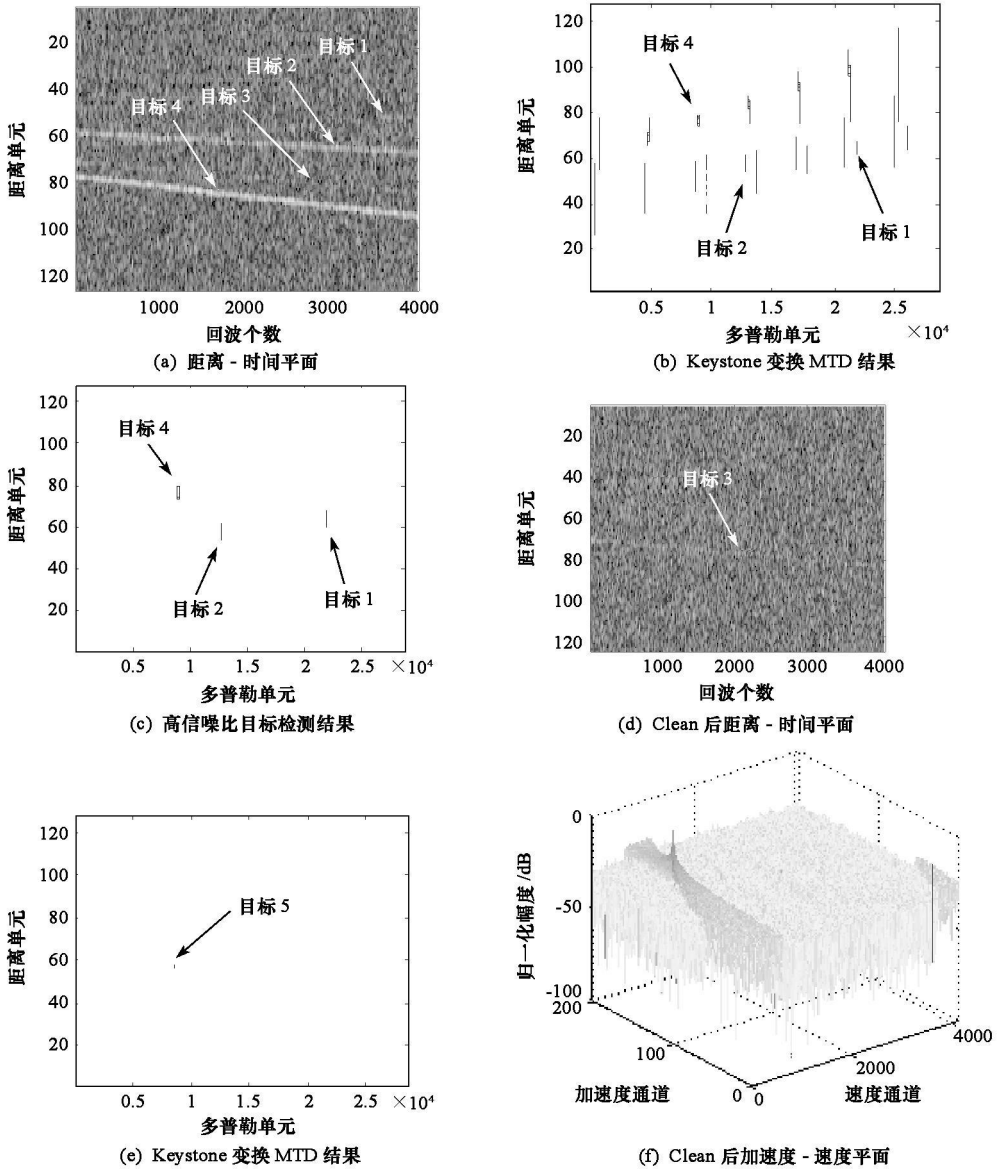 20
40
60
80
100
120
距离单元
目标 1
目标 2
目标 3
目标 4
1000 2000 3000 4000
回波个数
(a) 距离 - 时间平面
120
100
80
60
40
20
距离单元
目标 4
目标 2
目标 1
0.5 1 1.5 2 2.5 ×10⁴
多普勒单元
(b) Keystone 变换 MTD 结果
120
100
80
60
40
20
距离单元
目标 4
目标 2
目标 1
0.5 1 1.5 2 2.5 ×10⁴
多普勒单元
(c) 高信噪比目标检测结果
20
40
60
80
100
120
距离单元
目标 3
1000 2000 3000 4000
回波个数
(d) Clean 后距离 - 时间平面
120
100
80
60
40
20
距离单元
目标 5
0.5 1 1.5 2 2.5 ×10⁴
多普勒单元
(e) Keystone 变换 MTD 结果
0
-50
-100
归一化幅度 /dB
200
100
0
加速度通道
0
2000
4000
速度通道
(f) Clean 后加速度 - 速度平面